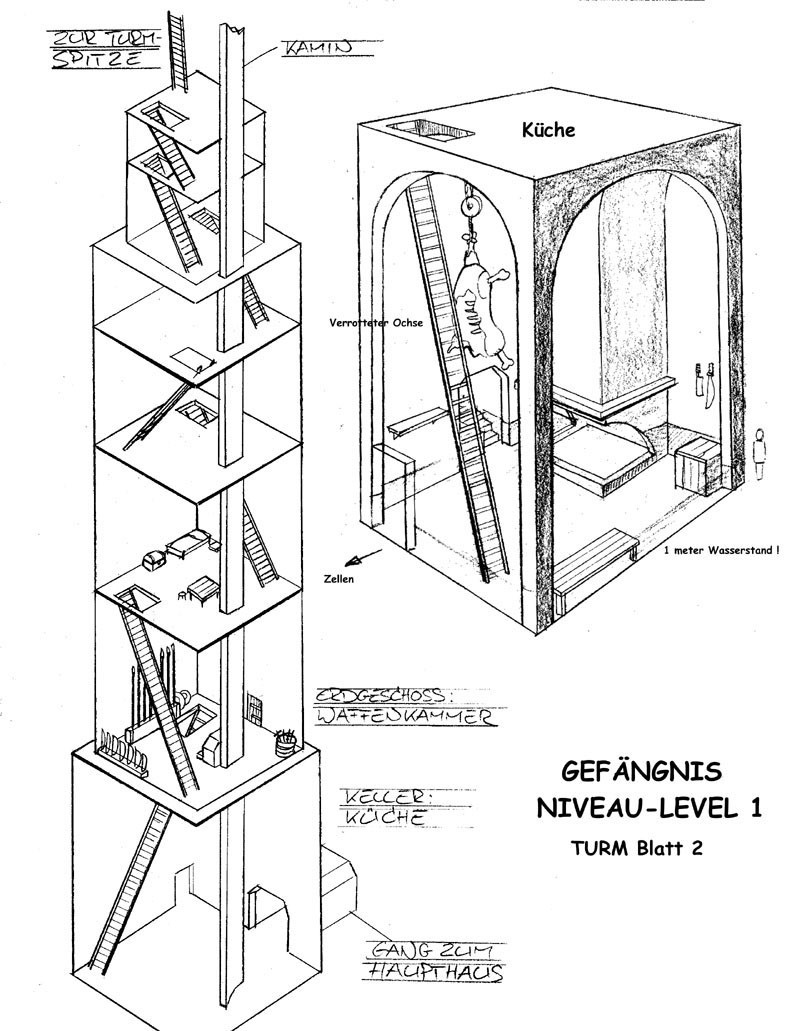 ZUR TURM-
SPITZE
KAMIN
Küche
Verrotteter Ochse
1 meter Wasserstand !
Zellen
ERDGESCHOSS:
WAFFENKAMMER
GEFÄNGNIS
NIVEAU-LEVEL 1
TURM Blatt 2
KELLER:
KÜCHE
GANG ZUM
HAUPTHAUS